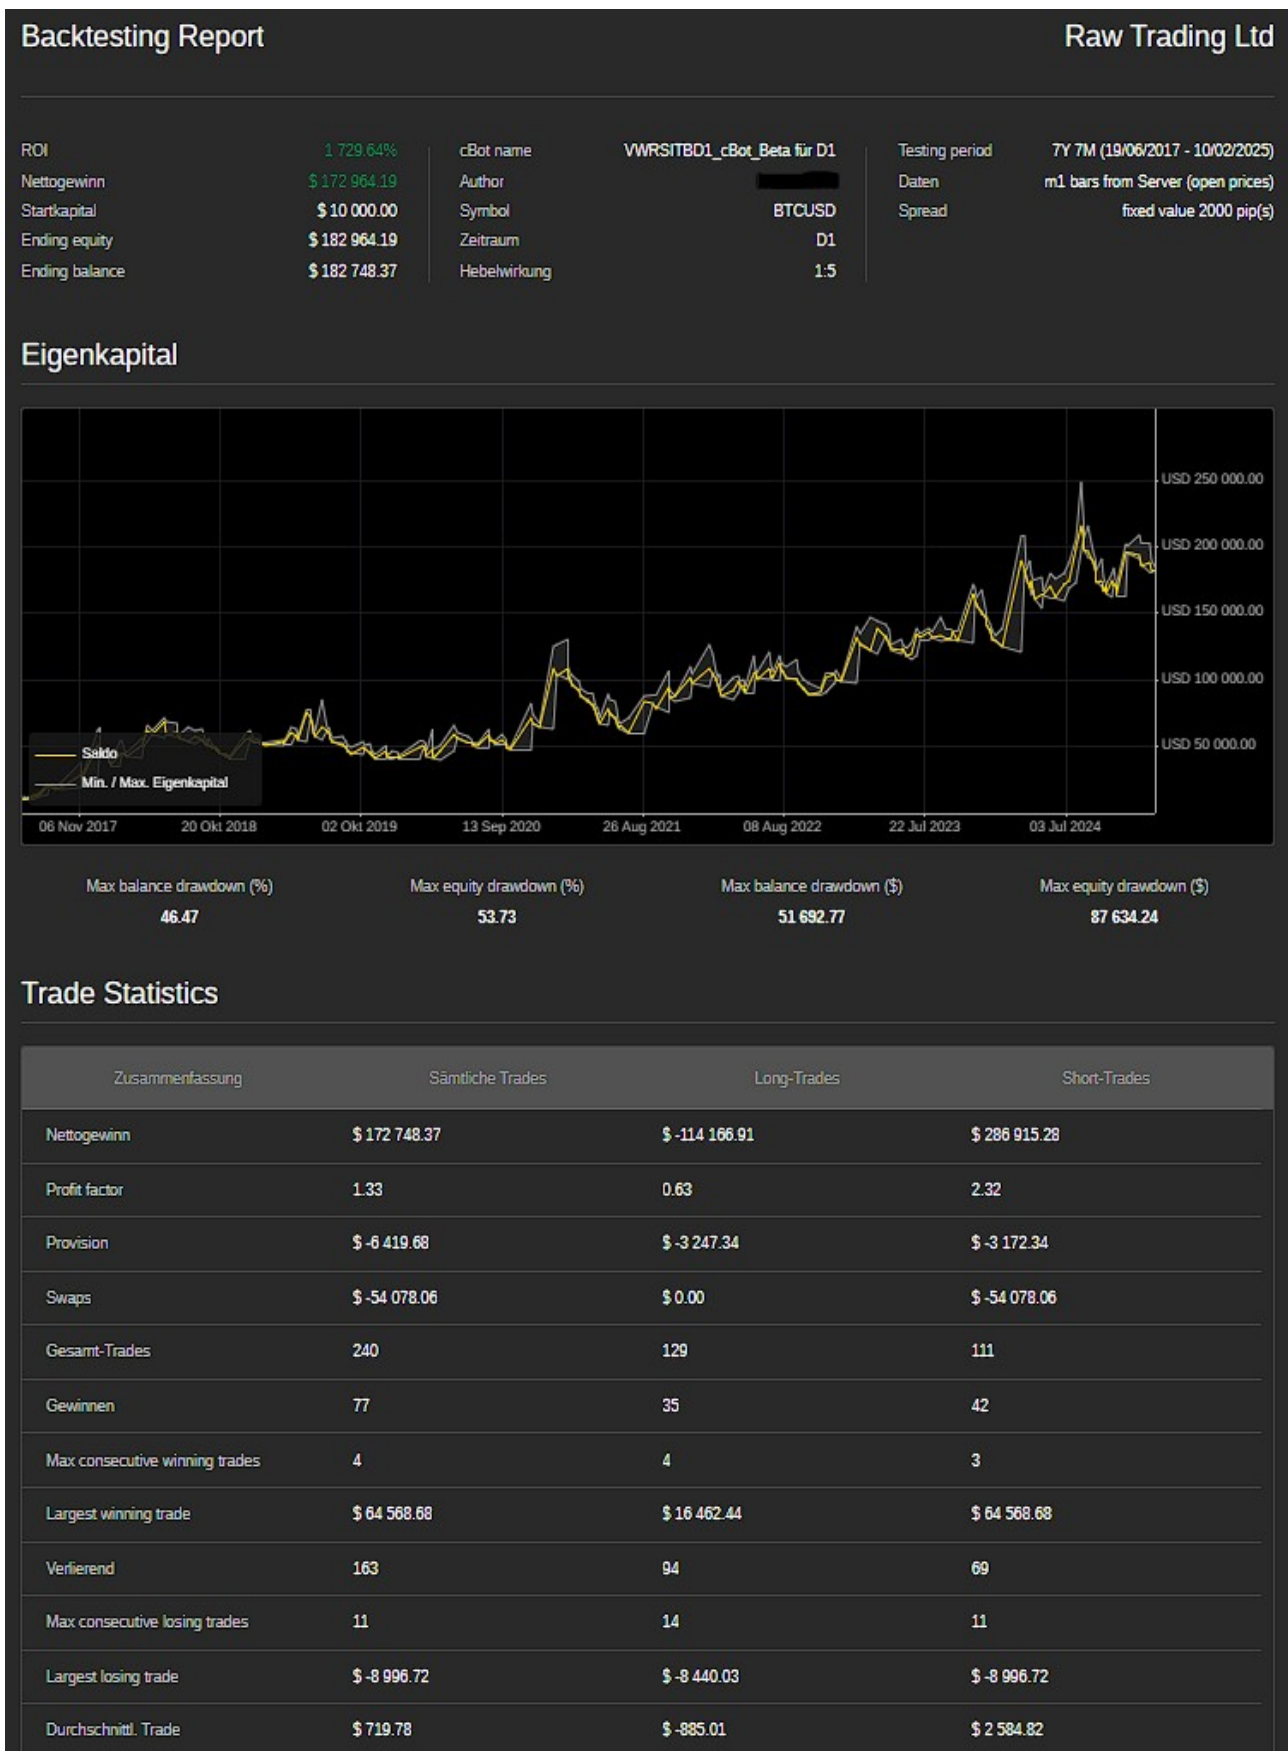 Backtesting Report Raw Trading Ltd
ROI 1 729.64% cBot name VWRSITBD1_cBot_Beta für D1 Testing period 7Y 7M (19/06/2017 - 10/02/2025)
Nettogewinn $ 172 964.19 Author Daten m1 bars from Server (open prices)
Startkapital $ 10 000.00 Symbol BTCUSD Spread fixed value 2000 pip(s)
Ending equity $ 182 964.19 Zeitraum D1
Ending balance $ 182 748.37 Hebelwirkung 1:5
Eigenkapital
USD 250 000.00
USD 200 000.00
USD 150 000.00
USD 100 000.00
USD 50 000.00
Saldo
Min. / Max. Eigenkapital
06 Nov 2017 20 Okt 2018 02 Okt 2019 13 Sep 2020 26 Aug 2021 08 Aug 2022 22 Jul 2023 03 Jul 2024
Max balance drawdown (%) Max equity drawdown (%) Max balance drawdown ($) Max equity drawdown ($)
46.47 53.73 51 692.77 87 634.24
Trade Statistics
Zusammenfassung Sämtliche Trades Long-Trades Short-Trades
Nettogewinn $ 172 748.37 $ -114 166.91 $ 286 915.28
Profit factor 1.33 0.63 2.32
Provision $ -6 419.68 $ -3 247.34 $ -3 172.34
Swaps $ -54 078.06 $ 0.00 $ -54 078.06
Gesamt-Trades 240 129 111
Gewinnen 77 35 42
Max consecutive winning trades 4 4 3
Largest winning trade $ 64 568.68 $ 16 462.44 $ 64 568.68
Verlierend 163 94 69
Max consecutive losing trades 11 14 11
Largest losing trade $ -8 996.72 $ -8 440.03 $ -8 996.72
Durchschnittl. Trade $ 719.78 $ -885.01 $ 2 584.82